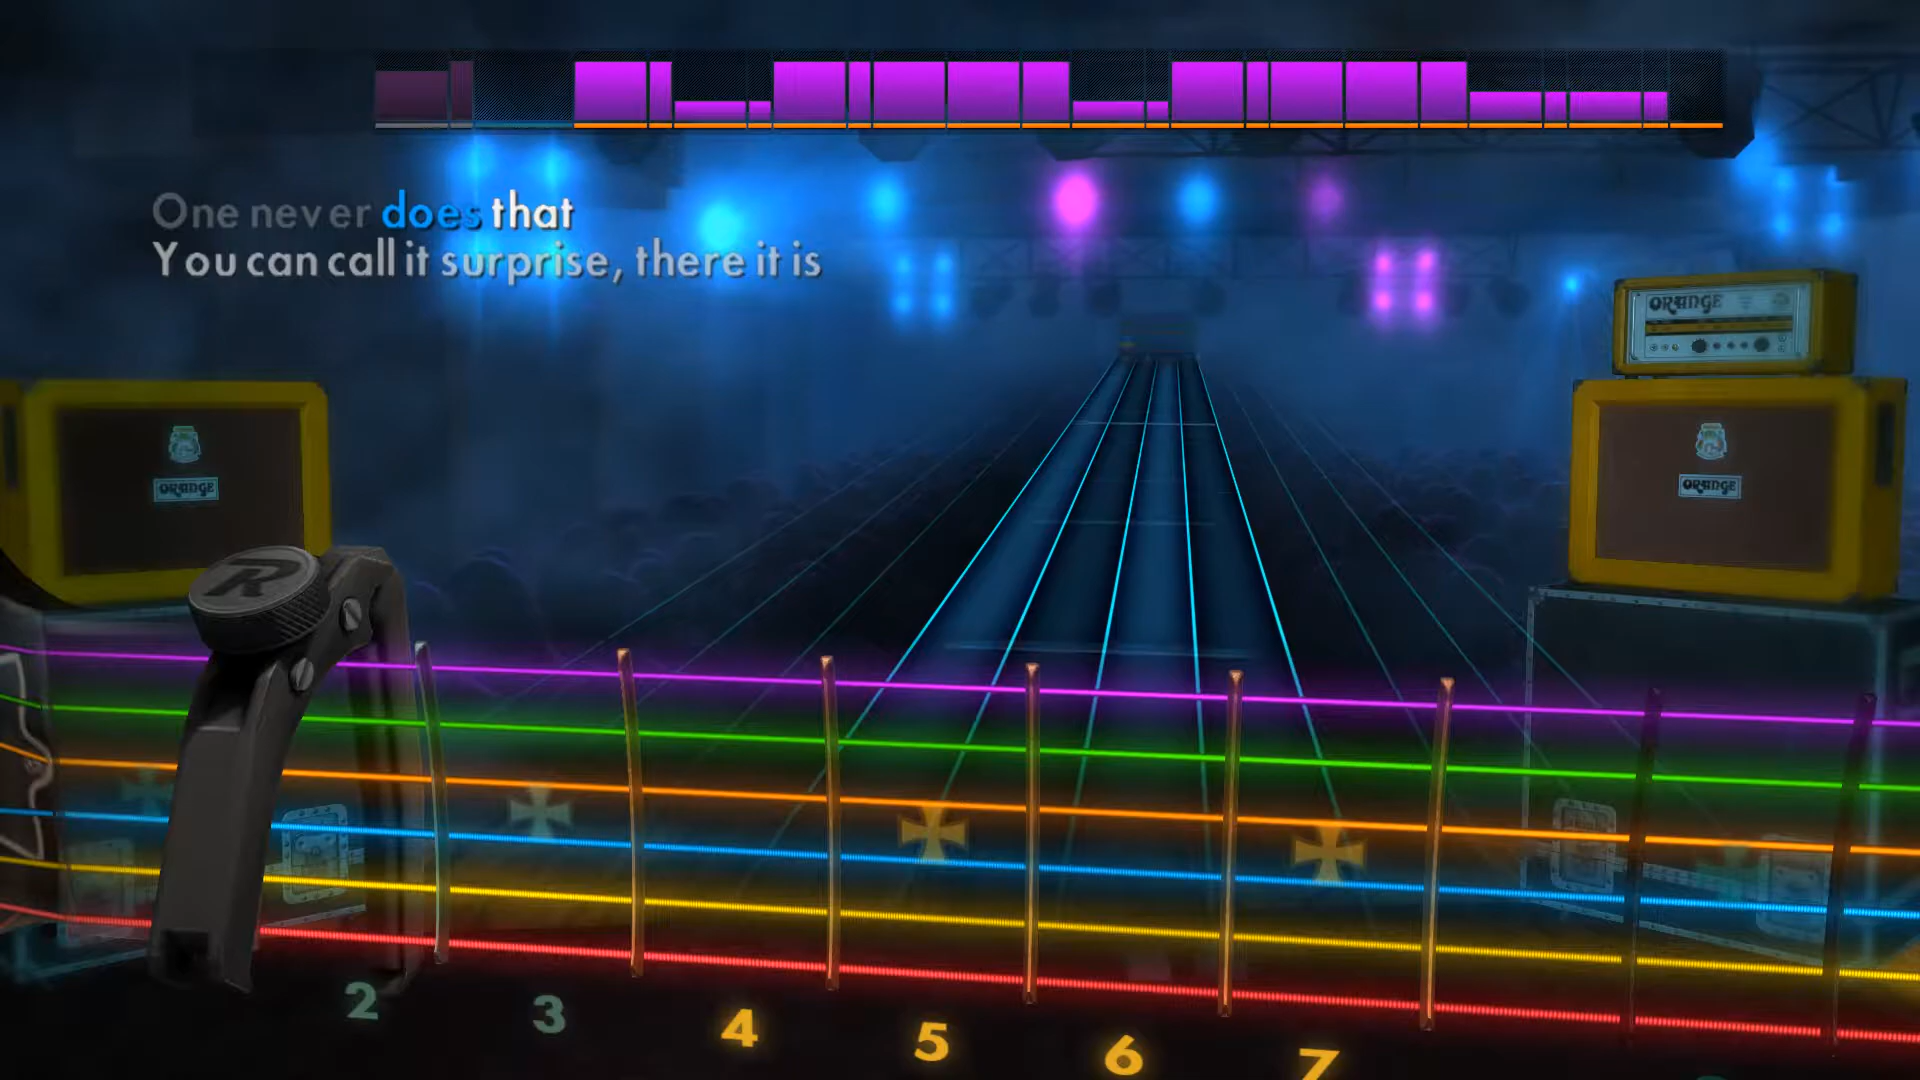 One never does that
You can call it surprise, there it is
ORANGE
ORANGE
ORANGE
R
2 3 4 5 6 7